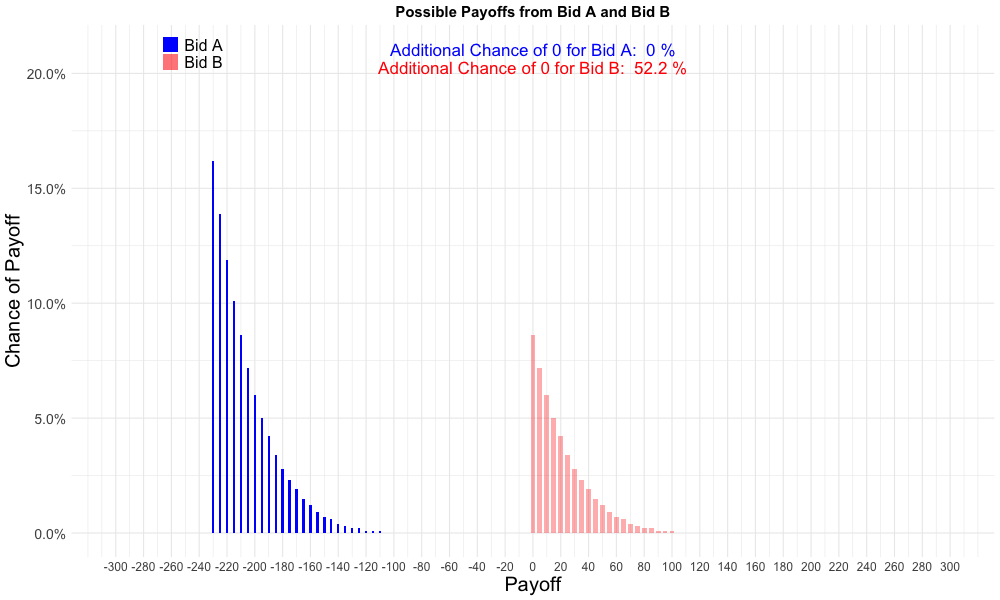 Possible Payoffs from Bid A and Bid B
Bid A
Bid B
Additional Chance of 0 for Bid A:  0 %
Additional Chance of 0 for Bid B:  52.2 %
Chance of Payoff
20.0%
15.0%
10.0%
5.0%
0.0%
-300 -280 -260 -240 -220 -200 -180 -160 -140 -120 -100 -80 -60 -40 -20 0 20 40 60 80 100 120 140 160 180 200 220 240 260 280 300
Payoff